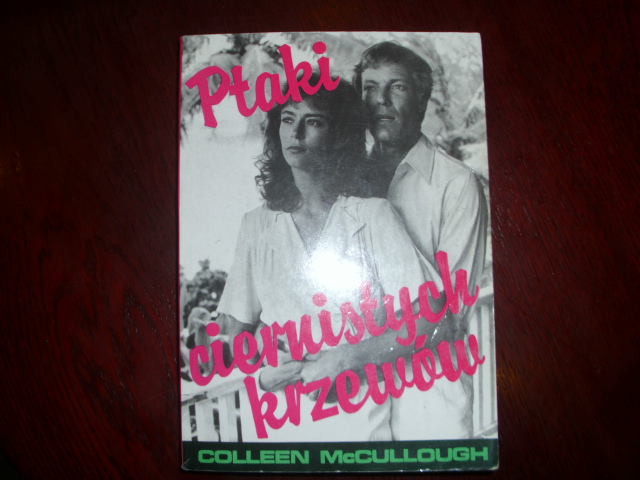 Ptaki
ciernistych
krzewów
COLLEEN McCULLOUGH